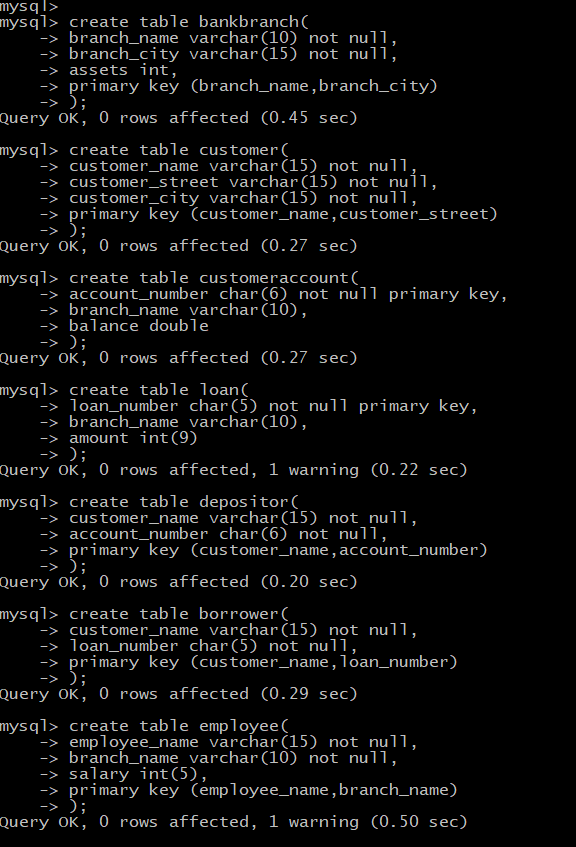 mysql>
mysql> create table bankbranch(
    -> branch_name varchar(10) not null,
    -> branch_city varchar(15) not null,
    -> assets int,
    -> primary key (branch_name,branch_city)
    -> );
Query OK, 0 rows affected (0.45 sec)
mysql> create table customer(
    -> customer_name varchar(15) not null,
    -> customer_street varchar(15) not null,
    -> customer_city varchar(15) not null,
    -> primary key (customer_name,customer_street)
    -> );
Query OK, 0 rows affected (0.27 sec)
mysql> create table customeraccount(
    -> account_number char(6) not null primary key,
    -> branch_name varchar(10),
    -> balance double
    -> );
Query OK, 0 rows affected (0.27 sec)
mysql> create table loan(
    -> loan_number char(5) not null primary key,
    -> branch_name varchar(10),
    -> amount int(9)
    -> );
Query OK, 0 rows affected, 1 warning (0.22 sec)
mysql> create table depositor(
    -> customer_name varchar(15) not null,
    -> account_number char(6) not null,
    -> primary key (customer_name,account_number)
    -> );
Query OK, 0 rows affected (0.20 sec)
mysql> create table borrower(
    -> customer_name varchar(15) not null,
    -> loan_number char(5) not null,
    -> primary key (customer_name,loan_number)
    -> );
Query OK, 0 rows affected (0.29 sec)
mysql> create table employee(
    -> employee_name varchar(15) not null,
    -> branch_name varchar(10) not null,
    -> salary int(5),
    -> primary key (employee_name,branch_name)
    -> );
Query OK, 0 rows affected, 1 warning (0.50 sec)